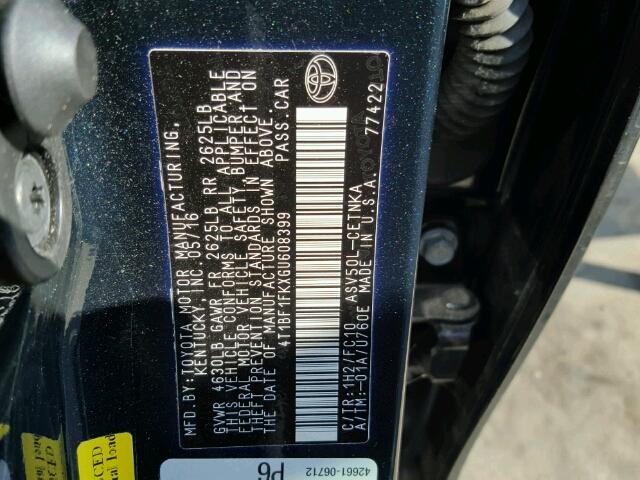 MFD. BY: TOYOTA MOTOR MANUFACTURING,
KENTUCKY, INC. 05/16
GVWR 4630LB GAWR FR 2625LB RR 2625LB
THIS VEHICLE CONFORMS TO ALL APPLICABLE
FEDERAL MOTOR VEHICLE SAFETY, BUMPER AND
THEFT PREVENTION STANDARDS IN EFFECT ON
THE DATE OF MANUFACTURE SHOWN ABOVE.
4T1BF1FKXGU608399 PASS. CAR
C/TR: 1H2/FC40 ASV50L-CETNKA
A/TM: -01A/U760E MADE IN U.S.A.
77422
42661-06712
P6